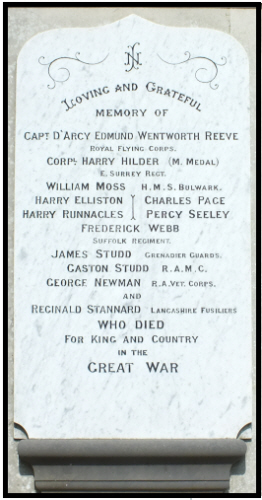 IHS
Loving and Grateful
Memory of
Capt D'Arcy Edmund Wentworth Reeve
Royal Flying Corps.
Corpl Harry Hilder (M. Medal)
E. Surrey Regt.
William Moss H.M.S. Bulwark.
Harry Elliston Charles Page
Harry Runnacles Percy Seeley
Frederick Webb
Suffolk Regiment.
James Studd Grenadier Guards.
Gaston Studd R.A.M.C.
George Newman R.A. Vet. Corps.
and
Reginald Stannard Lancashire Fusiliers
Who Died
For King and Country
in the
Great War